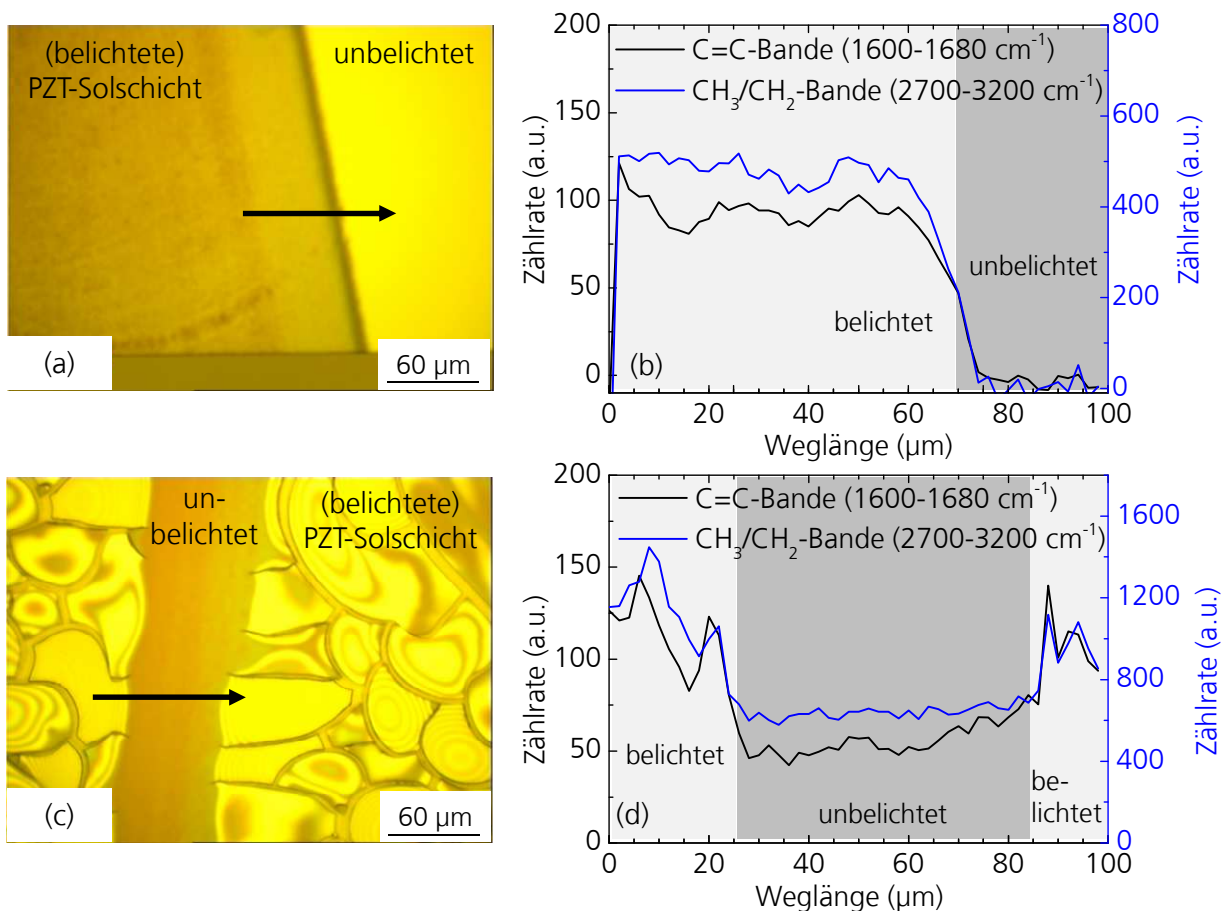 (belichtete)
PZT-Solschicht
unbelichtet
(a)
60 µm
200
150
100
50
0
Zählrate (a.u.)
C=C-Bande (1600-1680 cm⁻¹)
CH₃/CH₂-Bande (2700-3200 cm⁻¹)
unbelichtet
belichtet
(b)
800
600
400
200
0
Zählrate (a.u.)
0 20 40 60 80 100
Weglänge (µm)
un-
belichtet
(belichtete)
PZT-Solschicht
(c)
60 µm
200
150
100
50
0
Zählrate (a.u.)
C=C-Bande (1600-1680 cm⁻¹)
CH₃/CH₂-Bande (2700-3200 cm⁻¹)
belichtet
unbelichtet
be-
lichtet
(d)
1600
1200
800
400
0
Zählrate (a.u.)
0 20 40 60 80 100
Weglänge (µm)